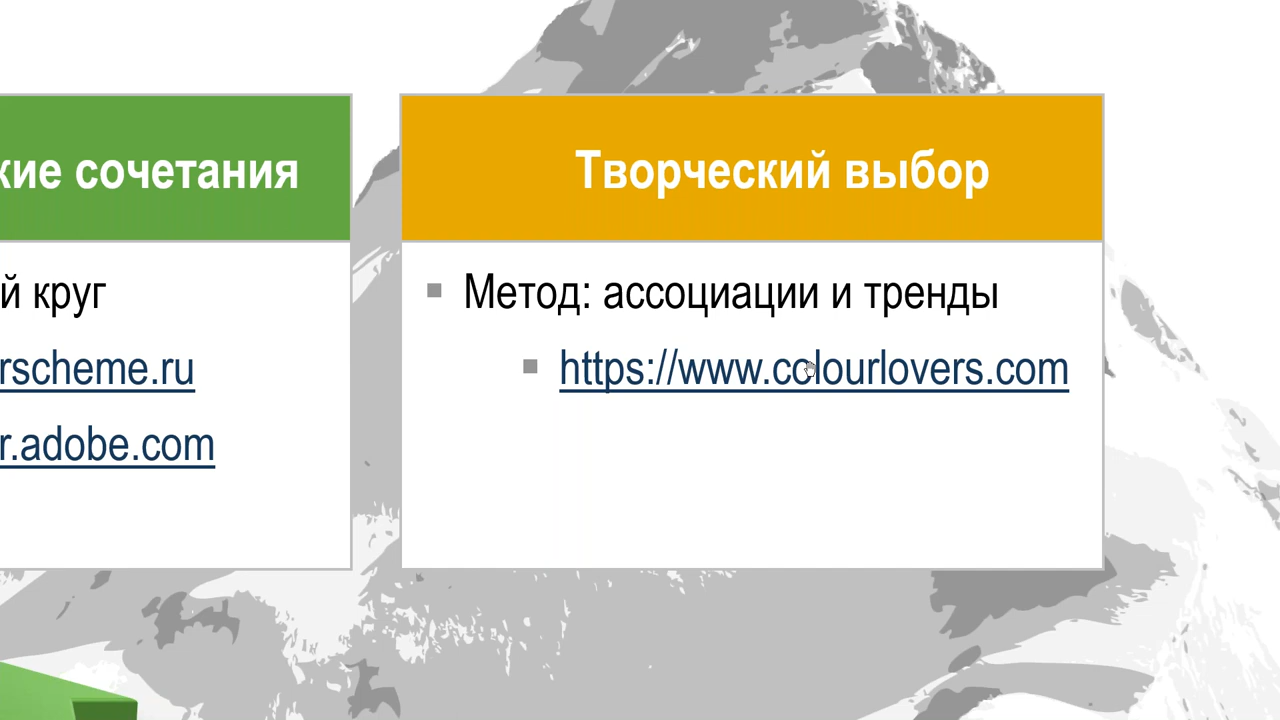 кие сочетания
й круг
rscheme.ru
r.adobe.com
Творческий выбор
Метод: ассоциации и тренды
https://www.colourlovers.com